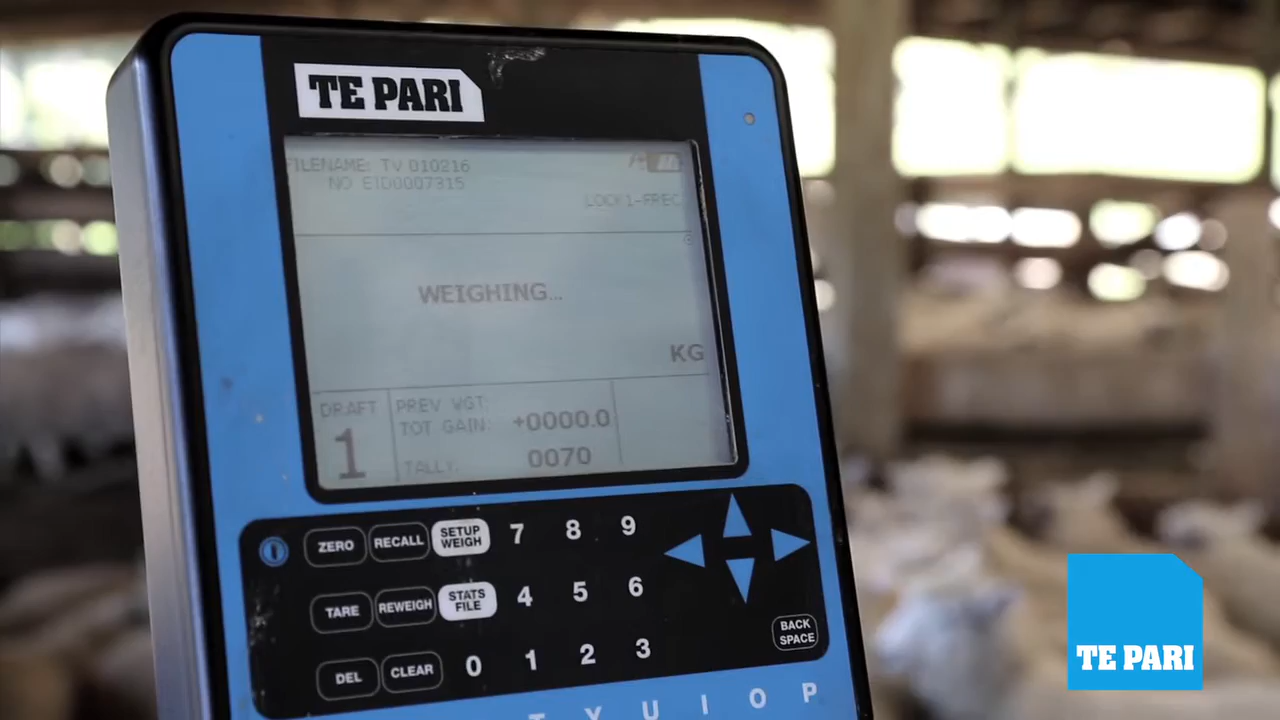 TE PARI
FILENAME: TV 010216
NO EID0007315
LOCK 1-FREC
WEIGHING...
KG
DRAFT
1
PREV WGT:
TOT GAIN: +0000.0
TALLY: 0070
ZERO RECALL SETUP WEIGH 7 8 9
TARE REWEIGH STATS FILE 4 5 6
DEL CLEAR 0 1 2 3
BACK SPACE
T Y U I O P
TE PARI